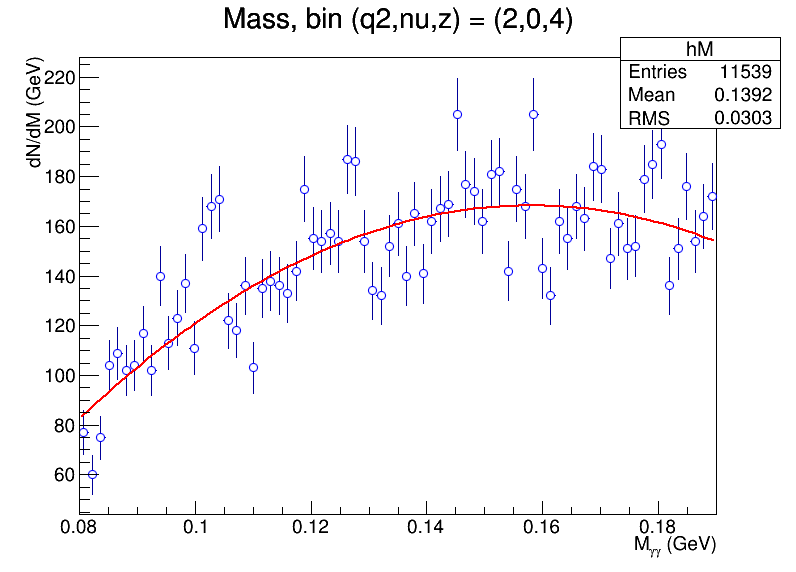 Mass, bin (q2,nu,z) = (2,0,4)
hM
Entries 11539
Mean 0.1392
RMS 0.0303
dN/dM (GeV)
220
200
180
160
140
120
100
80
60
0.08 0.1 0.12 0.14 0.16 0.18
Mγγ (GeV)